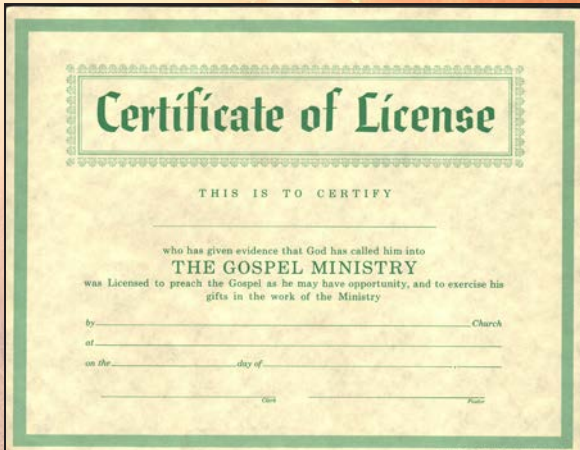 Certificate of License
THIS IS TO CERTIFY
who has given evidence that God has called him into
THE GOSPEL MINISTRY
was Licensed to preach the Gospel as he may have opportunity, and to exercise his
gifts in the work of the Ministry
by Church
at
on the day of ,
Clerk Pastor